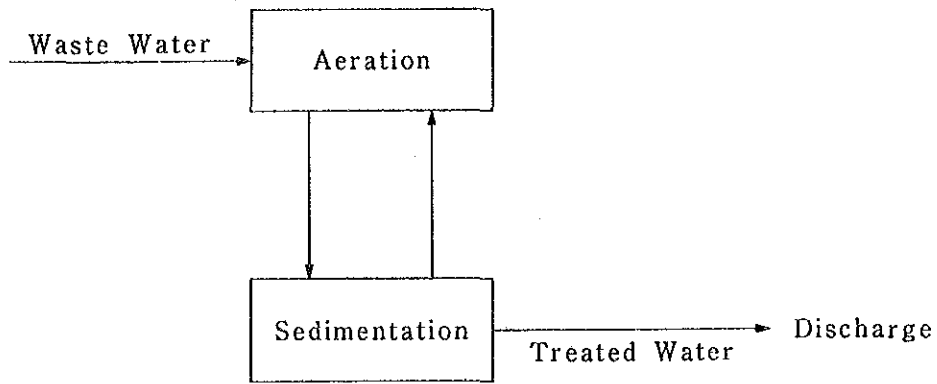 Waste Water
Aeration
Sedimentation
Treated Water
Discharge